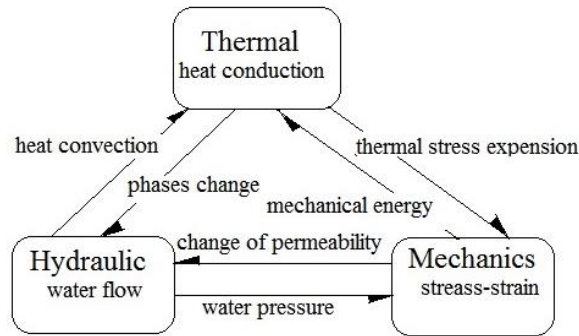 Thermal
heat conduction
heat convection
thermal stress expension
phases change
mechanical energy
change of permeability
Hydraulic
water flow
Mechanics
streass-strain
water pressure